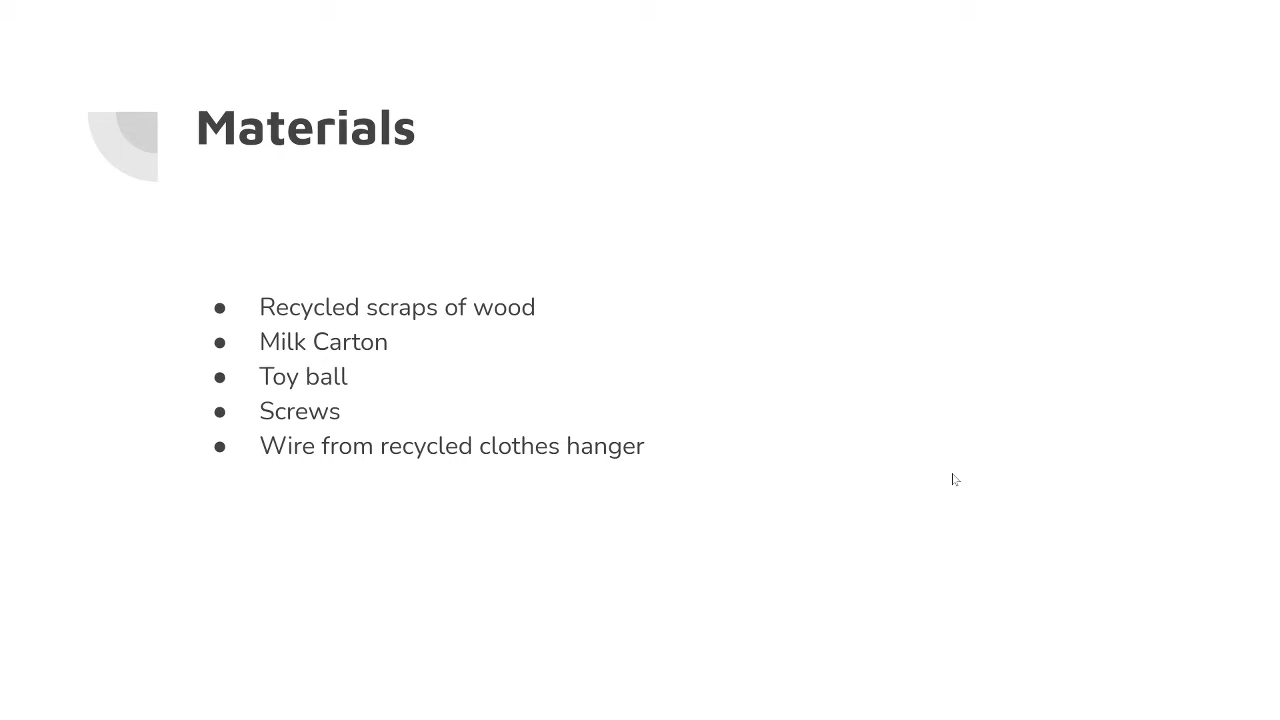 Materials
● Recycled scraps of wood
● Milk Carton
● Toy ball
● Screws
● Wire from recycled clothes hanger